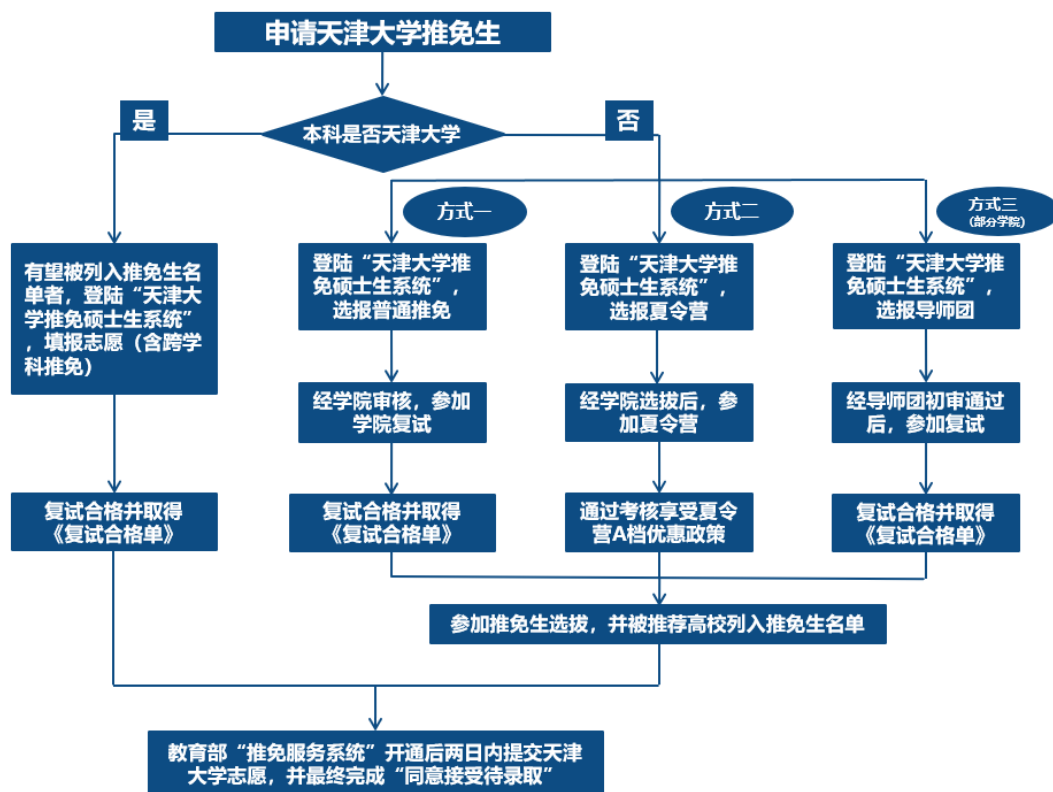 申请天津大学推免生
是
本科是否天津大学
否
方式一
方式二
方式三
(部分学院)
有望被列入推免生名
单者，登陆“天津大
学推免硕士生系统”
，填报志愿（含跨学
科推免）
登陆“天津大学推
免硕士生系统”，
选报普通推免
登陆“天津大学推
免硕士生系统”，
选报夏令营
登陆“天津大学推
免硕士生系统”，
选报导师团
经学院审核，参加
学院复试
经学院选拔后，参
加夏令营
经导师团初审通过
后，参加复试
复试合格并取得
《复试合格单》
复试合格并取得
《复试合格单》
通过考核享受夏令
营A档优惠政策
复试合格并取得
《复试合格单》
参加推免生选拔，并被推荐高校列入推免生名单
教育部“推免服务系统”开通后两日内提交天津
大学志愿，并最终完成“同意接受待录取”